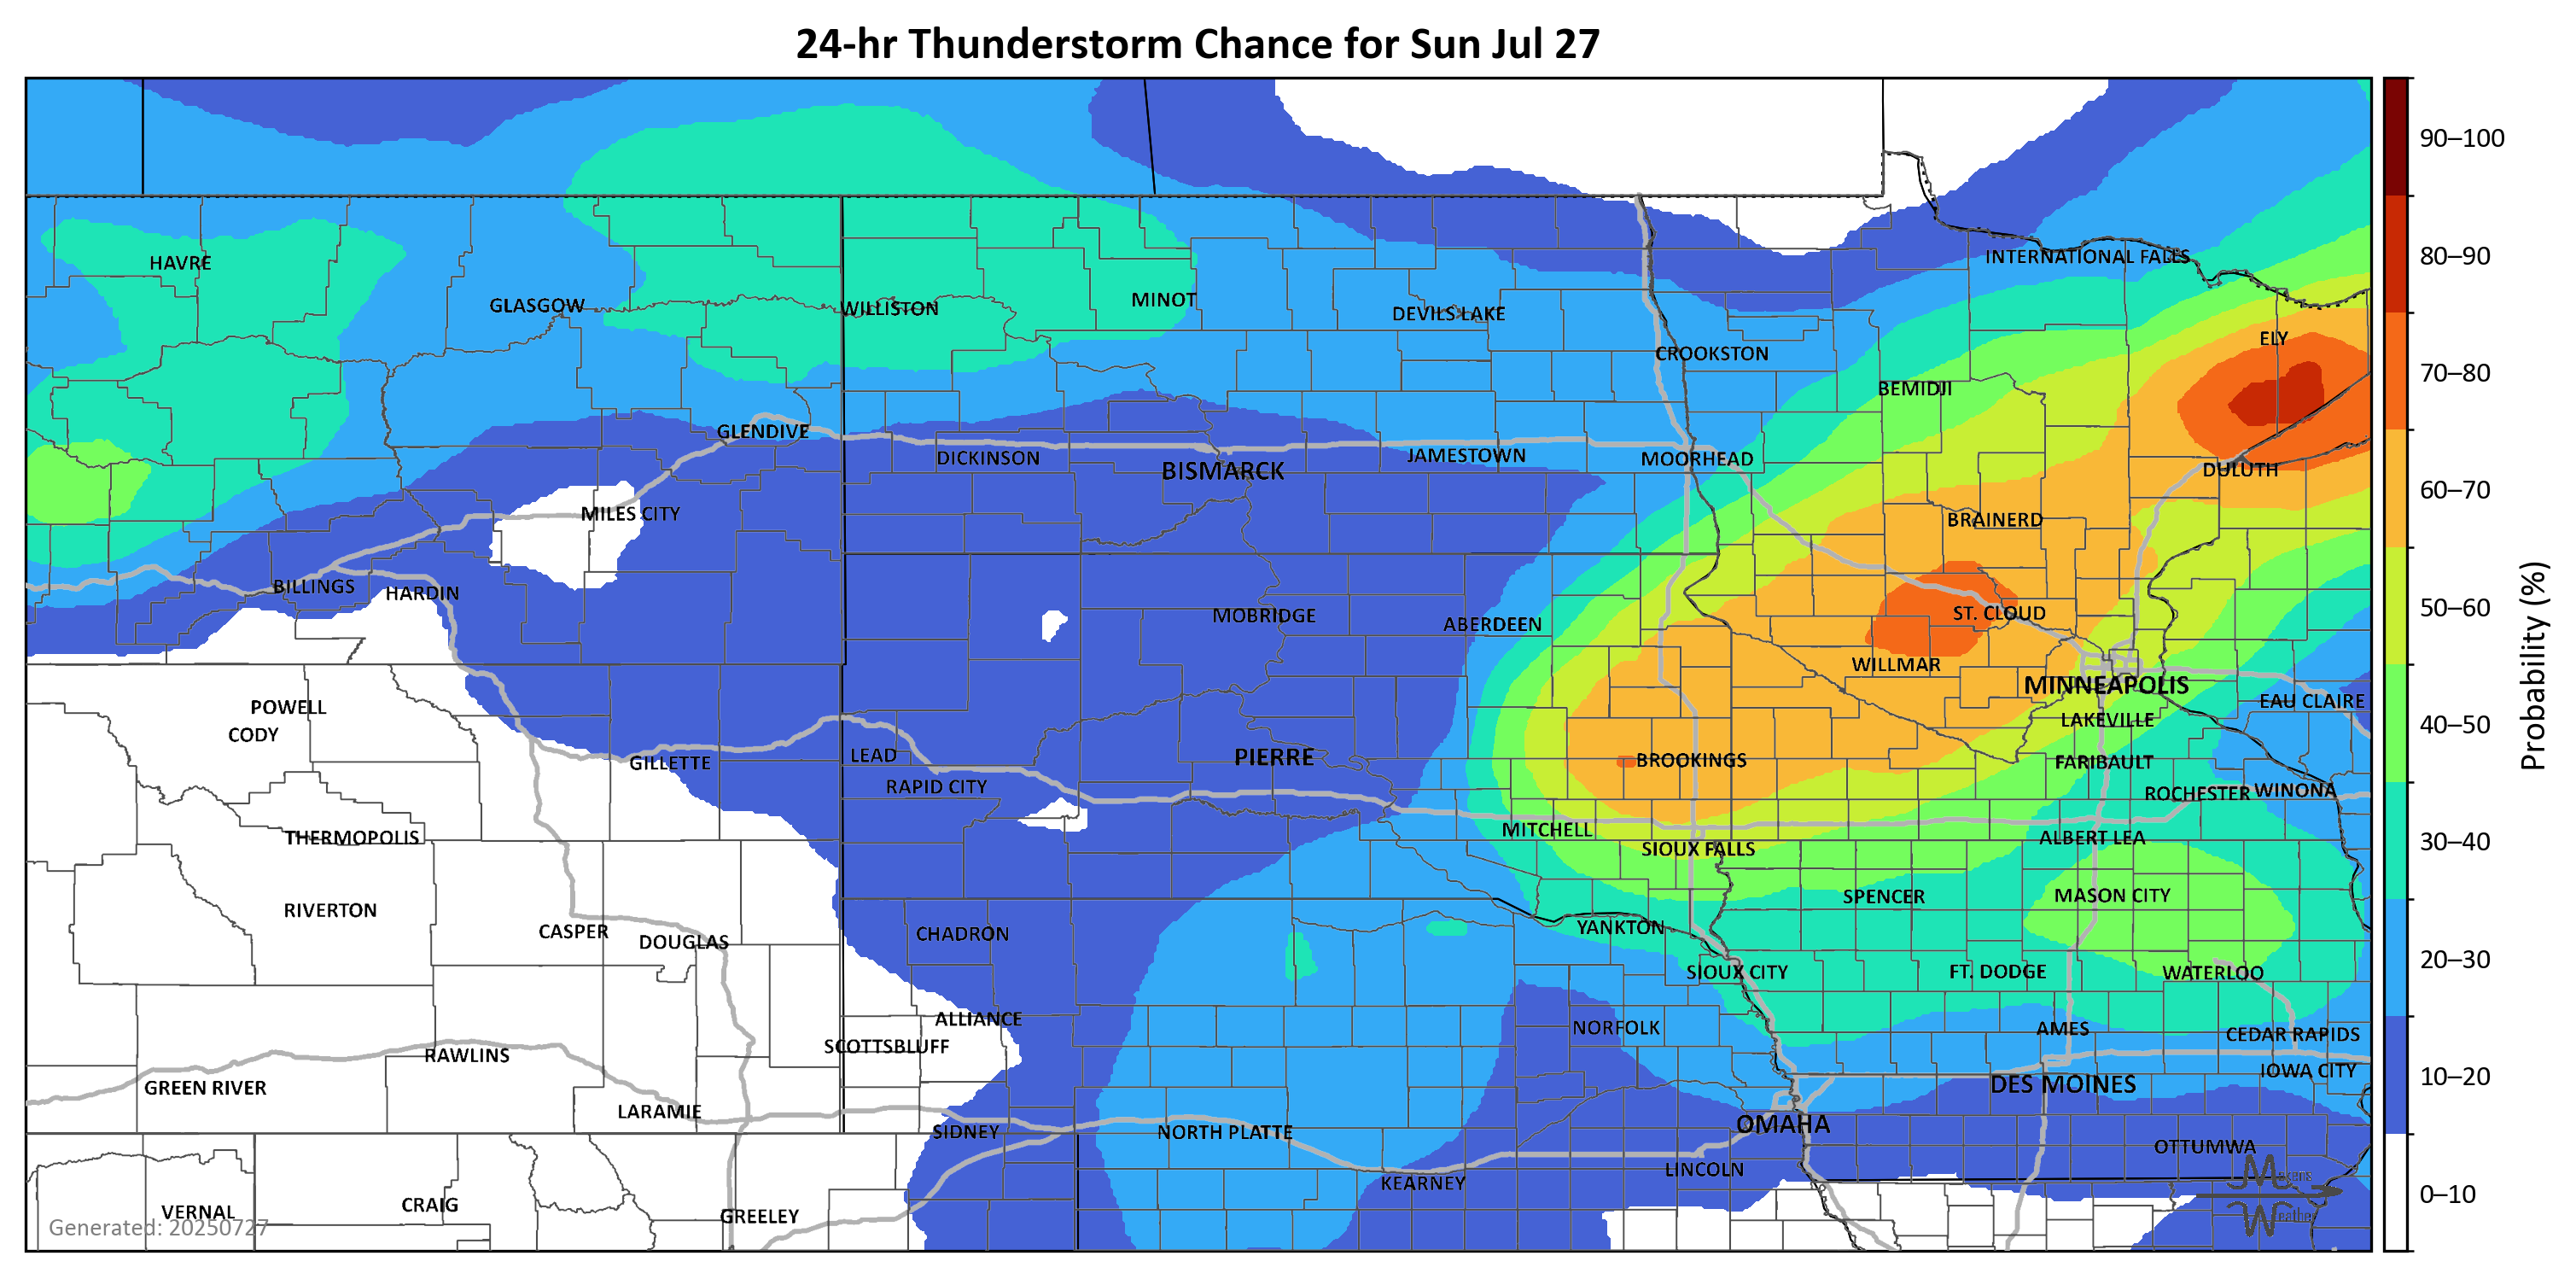 24-hr Thunderstorm Chance for Sun Jul 27
90–100
80–90
70–80
60–70
50–60
40–50
30–40
20–30
10–20
0–10
Probability (%)
HAVRE
GLASGOW
WILLISTON
MINOT
DEVILS LAKE
INTERNATIONAL FALLS
ELY
CROOKSTON
BEMIDJI
GLENDIVE
DICKINSON
BISMARCK
JAMESTOWN
MOORHEAD
DULUTH
MILES CITY
BRAINERD
BILLINGS
HARDIN
MOBRIDGE
ABERDEEN
ST. CLOUD
WILLMAR
MINNEAPOLIS
POWELL
CODY
LAKEVILLE
EAU CLAIRE
GILLETTE
LEAD
PIERRE
BROOKINGS
FARIBAULT
RAPID CITY
ROCHESTER
WINONA
THERMOPOLIS
MITCHELL
SIOUX FALLS
ALBERT LEA
RIVERTON
SPENCER
MASON CITY
CASPER
DOUGLAS
CHADRON
YANKTON
SIOUX CITY
FT. DODGE
WATERLOO
ALLIANCE
SCOTTSBLUFF
NORFOLK
AMES
CEDAR RAPIDS
RAWLINS
GREEN RIVER
DES MOINES
IOWA CITY
LARAMIE
SIDNEY
NORTH PLATTE
OMAHA
OTTUMWA
LINCOLN
KEARNEY
VERNAL
CRAIG
GREELEY
Generated: 20250727
Weather